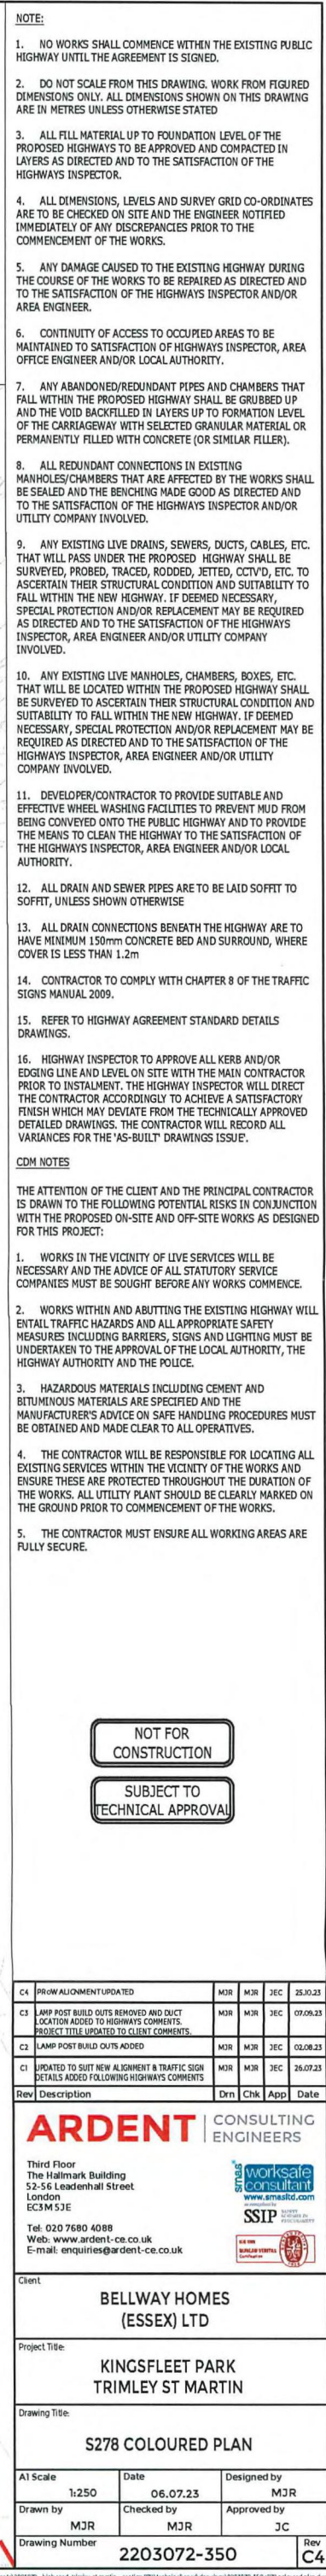 NOTE:
1. NO WORKS SHALL COMMENCE WITHIN THE EXISTING PUBLIC
HIGHWAY UNTIL THE AGREEMENT IS SIGNED.
2. DO NOT SCALE FROM THIS DRAWING. WORK FROM FIGURED
DIMENSIONS ONLY. ALL DIMENSIONS SHOWN ON THIS DRAWING
ARE IN METRES UNLESS OTHERWISE STATED
3. ALL FILL MATERIAL UP TO FOUNDATION LEVEL OF THE
PROPOSED HIGHWAYS TO BE APPROVED AND COMPACTED IN
LAYERS AS DIRECTED AND TO THE SATISFACTION OF THE
HIGHWAYS INSPECTOR.
4. ALL DIMENSIONS, LEVELS AND SURVEY GRID CO-ORDINATES
ARE TO BE CHECKED ON SITE AND THE ENGINEER NOTIFIED
IMMEDIATELY OF ANY DISCREPANCIES PRIOR TO THE
COMMENCEMENT OF THE WORKS.
5. ANY DAMAGE CAUSED TO THE EXISTING HIGHWAY DURING
THE COURSE OF THE WORKS TO BE REPAIRED AS DIRECTED AND
TO THE SATISFACTION OF THE HIGHWAYS INSPECTOR AND/OR
AREA ENGINEER.
6. CONTINUITY OF ACCESS TO OCCUPIED AREAS TO BE
MAINTAINED TO SATISFACTION OF HIGHWAYS INSPECTOR, AREA
OFFICE ENGINEER AND/OR LOCAL AUTHORITY.
7. ANY ABANDONED/REDUNDANT PIPES AND CHAMBERS THAT
FALL WITHIN THE PROPOSED HIGHWAY SHALL BE GRUBBED UP
AND THE VOID BACKFILLED IN LAYERS UP TO FORMATION LEVEL
OF THE CARRIAGEWAY WITH SELECTED GRANULAR MATERIAL OR
PERMANENTLY FILLED WITH CONCRETE (OR SIMILAR FILLER).
8. ALL REDUNDANT CONNECTIONS IN EXISTING
MANHOLES/CHAMBERS THAT ARE AFFECTED BY THE WORKS SHALL
BE SEALED AND THE BENCHING MADE GOOD AS DIRECTED AND
TO THE SATISFACTION OF THE HIGHWAYS INSPECTOR AND/OR
UTILITY COMPANY INVOLVED.
9. ANY EXISTING LIVE DRAINS, SEWERS, DUCTS, CABLES, ETC.
THAT WILL PASS UNDER THE PROPOSED HIGHWAY SHALL BE
SURVEYED, PROBED, TRACED, RODDED, JETTED, CCTV'D, ETC. TO
ASCERTAIN THEIR STRUCTURAL CONDITION AND SUITABILITY TO
FALL WITHIN THE NEW HIGHWAY. IF DEEMED NECESSARY,
SPECIAL PROTECTION AND/OR REPLACEMENT MAY BE REQUIRED
AS DIRECTED AND TO THE SATISFACTION OF THE HIGHWAYS
INSPECTOR, AREA ENGINEER AND/OR UTILITY COMPANY
INVOLVED.
10. ANY EXISTING LIVE MANHOLES, CHAMBERS, BOXES, ETC.
THAT WILL BE LOCATED WITHIN THE PROPOSED HIGHWAY SHALL
BE SURVEYED TO ASCERTAIN THEIR STRUCTURAL CONDITION AND
SUITABILITY TO FALL WITHIN THE NEW HIGHWAY. IF DEEMED
NECESSARY, SPECIAL PROTECTION AND/OR REPLACEMENT MAY BE
REQUIRED AS DIRECTED AND TO THE SATISFACTION OF THE
HIGHWAYS INSPECTOR, AREA ENGINEER AND/OR UTILITY
COMPANY INVOLVED.
11. DEVELOPER/CONTRACTOR TO PROVIDE SUITABLE AND
EFFECTIVE WHEEL WASHING FACILITIES TO PREVENT MUD FROM
BEING CONVEYED ONTO THE PUBLIC HIGHWAY AND TO PROVIDE
THE MEANS TO CLEAN THE HIGHWAY TO THE SATISFACTION OF
THE HIGHWAYS INSPECTOR, AREA ENGINEER AND/OR LOCAL
AUTHORITY.
12. ALL DRAIN AND SEWER PIPES ARE TO BE LAID SOFFIT TO
SOFFIT, UNLESS SHOWN OTHERWISE
13. ALL DRAIN CONNECTIONS BENEATH THE HIGHWAY ARE TO
HAVE MINIMUM 150mm CONCRETE BED AND SURROUND, WHERE
COVER IS LESS THAN 1.2m
14. CONTRACTOR TO COMPLY WITH CHAPTER 8 OF THE TRAFFIC
SIGNS MANUAL 2009.
15. REFER TO HIGHWAY AGREEMENT STANDARD DETAILS
DRAWINGS.
16. HIGHWAY INSPECTOR TO APPROVE ALL KERB AND/OR
EDGING LINE AND LEVEL ON SITE WITH THE MAIN CONTRACTOR
PRIOR TO INSTALMENT. THE HIGHWAY INSPECTOR WILL DIRECT
THE CONTRACTOR ACCORDINGLY TO ACHIEVE A SATISFACTORY
FINISH WHICH MAY DEVIATE FROM THE TECHNICALLY APPROVED
DETAILED DRAWINGS. THE CONTRACTOR WILL RECORD ALL
VARIANCES FOR THE 'AS-BUILT' DRAWINGS ISSUE'.
CDM NOTES
THE ATTENTION OF THE CLIENT AND THE PRINCIPAL CONTRACTOR
IS DRAWN TO THE FOLLOWING POTENTIAL RISKS IN CONJUNCTION
WITH THE PROPOSED ON-SITE AND OFF-SITE WORKS AS DESIGNED
FOR THIS PROJECT:
1. WORKS IN THE VICINITY OF LIVE SERVICES WILL BE
NECESSARY AND THE ADVICE OF ALL STATUTORY SERVICE
COMPANIES MUST BE SOUGHT BEFORE ANY WORKS COMMENCE.
2. WORKS WITHIN AND ABUTTING THE EXISTING HIGHWAY WILL
ENTAIL TRAFFIC HAZARDS AND ALL APPROPRIATE SAFETY
MEASURES INCLUDING BARRIERS, SIGNS AND LIGHTING MUST BE
UNDERTAKEN TO THE APPROVAL OF THE LOCAL AUTHORITY, THE
HIGHWAY AUTHORITY AND THE POLICE.
3. HAZARDOUS MATERIALS INCLUDING CEMENT AND
BITUMINOUS MATERIALS ARE SPECIFIED AND THE
MANUFACTURER'S ADVICE ON SAFE HANDLING PROCEDURES MUST
BE OBTAINED AND MADE CLEAR TO ALL OPERATIVES.
4. THE CONTRACTOR WILL BE RESPONSIBLE FOR LOCATING ALL
EXISTING SERVICES WITHIN THE VICINITY OF THE WORKS AND
ENSURE THESE ARE PROTECTED THROUGHOUT THE DURATION OF
THE WORKS. ALL UTILITY PLANT SHOULD BE CLEARLY MARKED ON
THE GROUND PRIOR TO COMMENCEMENT OF THE WORKS.
5. THE CONTRACTOR MUST ENSURE ALL WORKING AREAS ARE
FULLY SECURE.
NOT FOR
CONSTRUCTION
SUBJECT TO
TECHNICAL APPROVAL
C4 PRoW ALIGNMENT UPDATED MJR MJR JEC 25.10.23
C3 LAMP POST BUILD OUTS REMOVED AND DUCT MJR MJR JEC 07.09.23
LOCATION ADDED TO HIGHWAYS COMMENTS.
PROJECT TITLE UPDATED TO CLIENT COMMENTS.
C2 LAMP POST BUILD OUTS ADDED MJR MJR JEC 02.08.23
C1 UPDATED TO SUIT NEW ALIGNMENT & TRAFFIC SIGN MJR MJR JEC 26.07.23
DETAILS ADDED FOLLOWING HIGHWAYS COMMENTS
Rev Description Drn Chk App Date
ARDENT CONSULTING
ENGINEERS
Third Floor
The Hallmark Building
52-56 Leadenhall Street
London
EC3M 5JE
Tel: 020 7680 4088
Web: www.ardent-ce.co.uk
E-mail: enquiries@ardent-ce.co.uk
smas worksafe
consultant
www.smasltd.com
SSIP
Client
BELLWAY HOMES
(ESSEX) LTD
Project Title:
KINGSFLEET PARK
TRIMLEY ST MARTIN
Drawing Title:
S278 COLOURED PLAN
A1 Scale Date Designed by
1:250 06.07.23 MJR
Drawn by Checked by Approved by
MJR MJR JC
Drawing Number Rev
2203072-350 C4